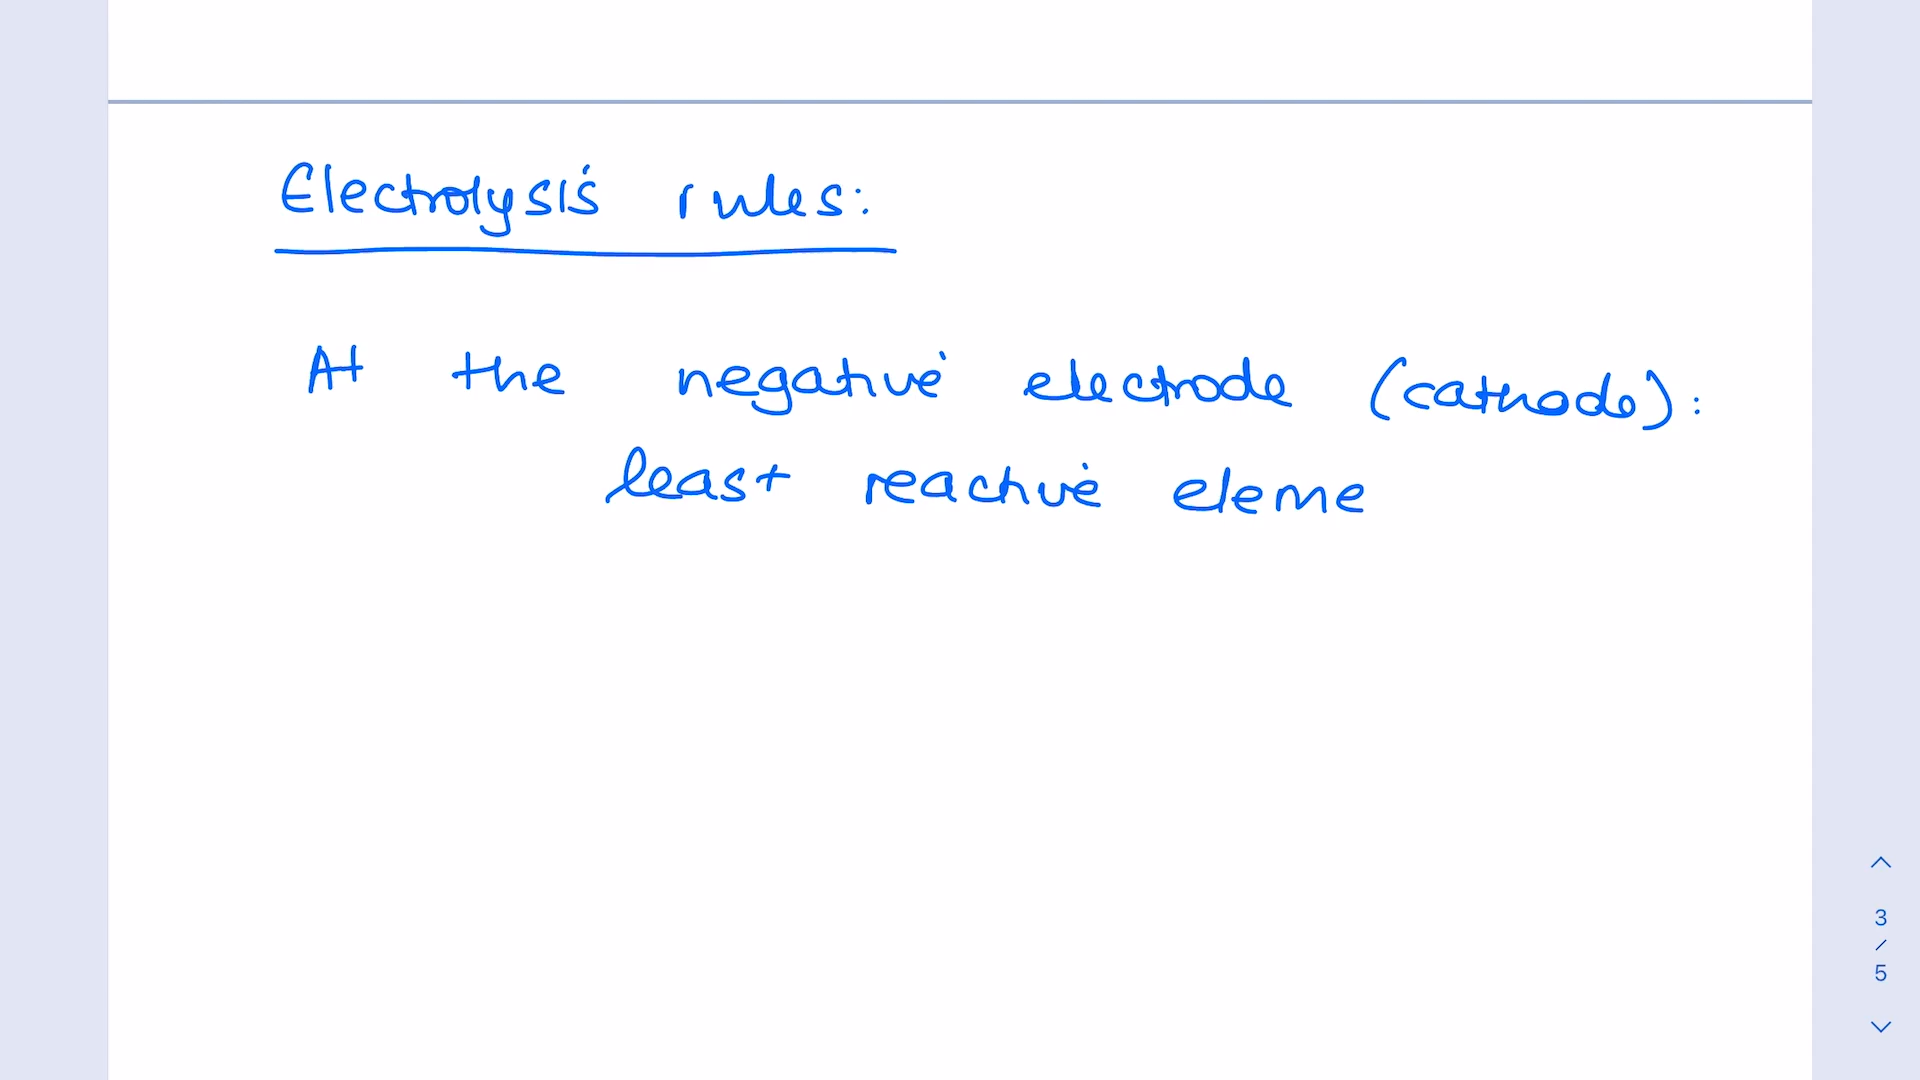 Electrolysis rules:
At the negative electrode (cathode):
least reactive eleme
3
/
5